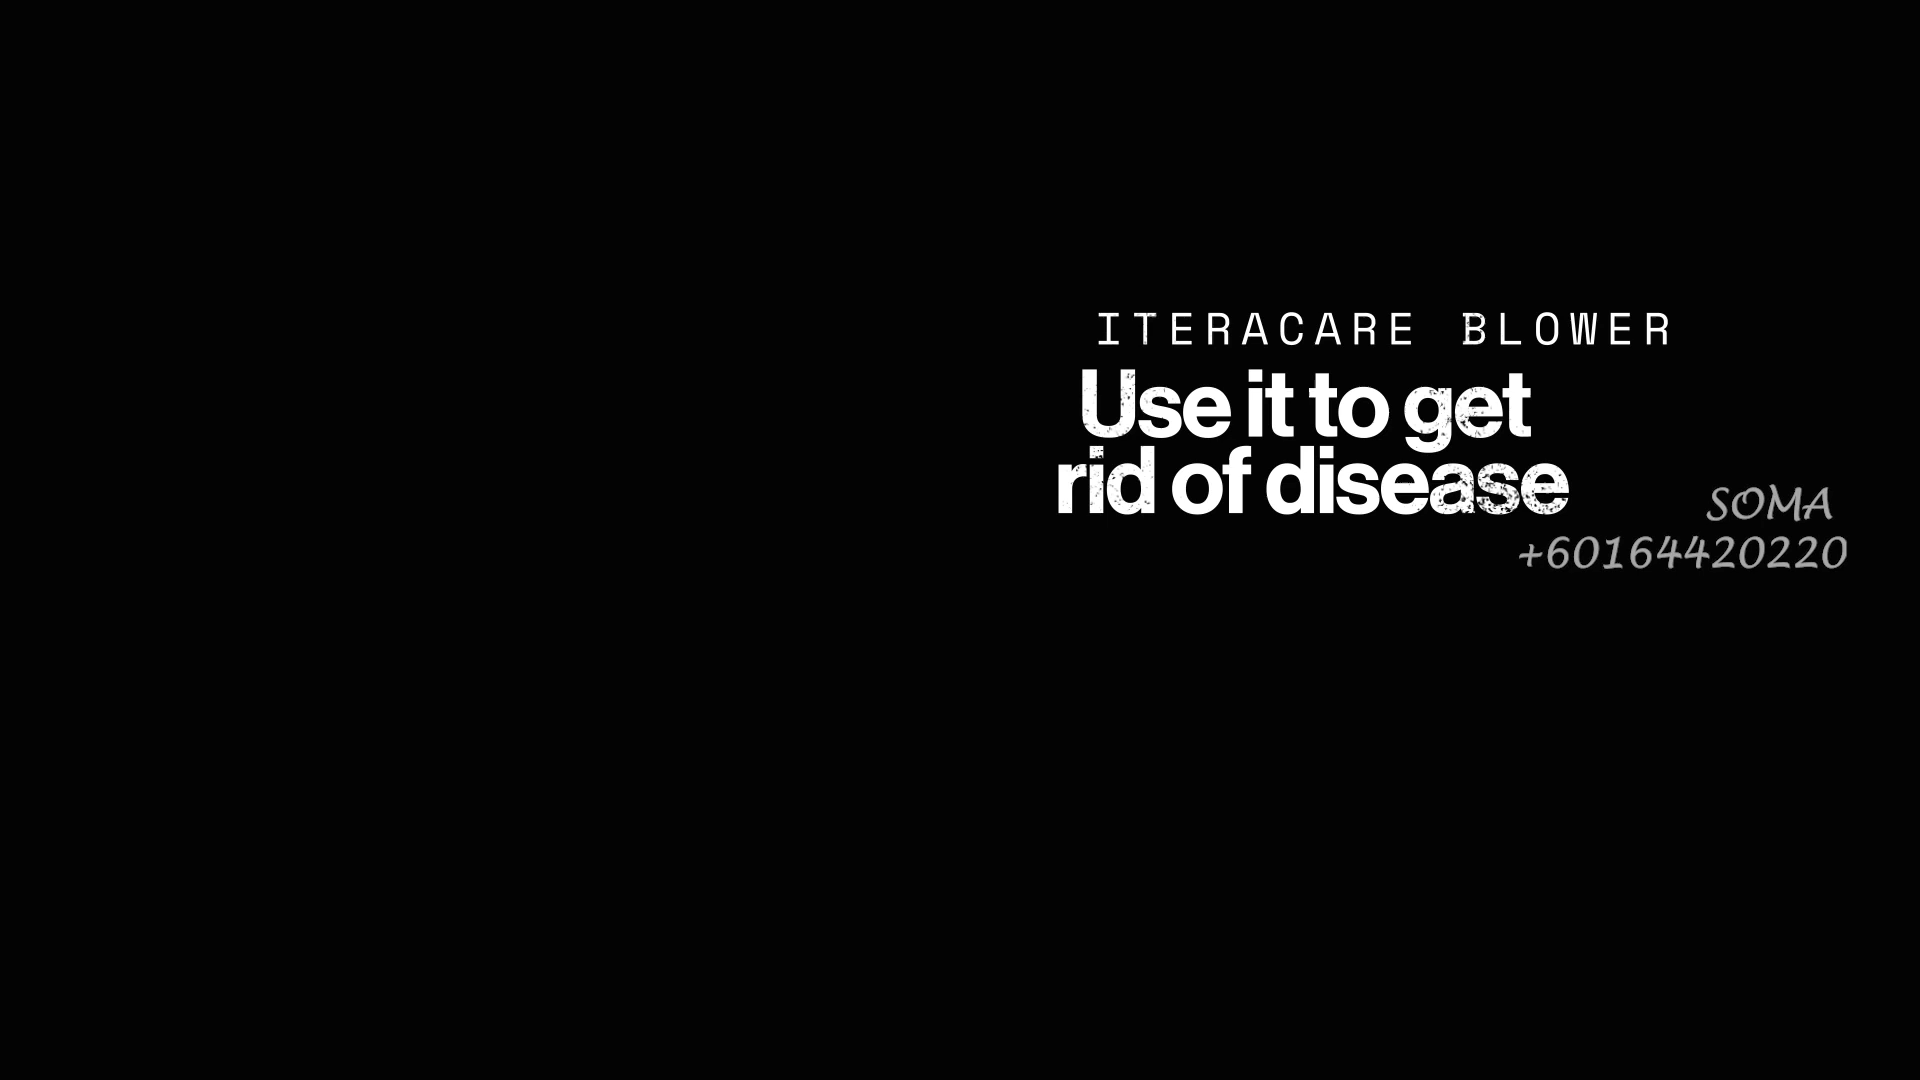 ITERACARE BLOWER
Use it to get
rid of disease
SOMA
+60164420220